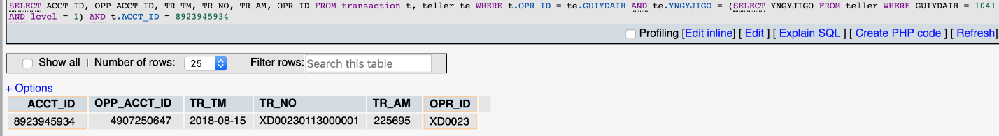 SELECT ACCT_ID, OPP_ACCT_ID, TR_TM, TR_NO, TR_AM, OPR_ID FROM transaction t, teller te WHERE t.OPR_ID = te.GUIYDAIH AND te.YNGYJIGO = (SELECT YNGYJIGO FROM teller WHERE GUIYDAIH = 1041
AND level = 1) AND t.ACCT_ID = 8923945934
Profiling [Edit inline] [ Edit ] [ Explain SQL ] [ Create PHP code ] [ Refresh]
Show all | Number of rows: 25 Filter rows: Search this table
+ Options
ACCT_ID OPP_ACCT_ID TR_TM TR_NO TR_AM OPR_ID
8923945934 4907250647 2018-08-15 XD00230113000001 225695 XD0023